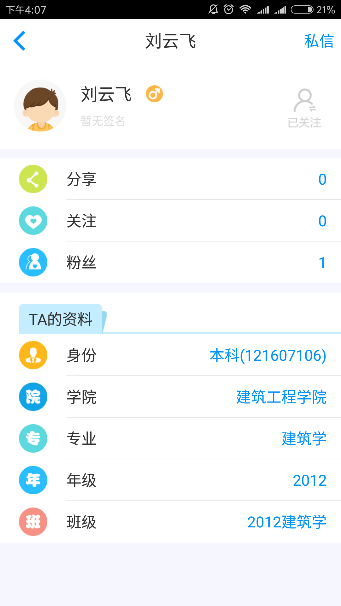 下午4:07
21%
刘云飞
私信
刘云飞
暂无签名
已关注
分享 0
关注 0
粉丝 1
TA的资料
身份 本科(121607106)
院 学院 建筑工程学院
专 专业 建筑学
年 年级 2012
班 班级 2012建筑学